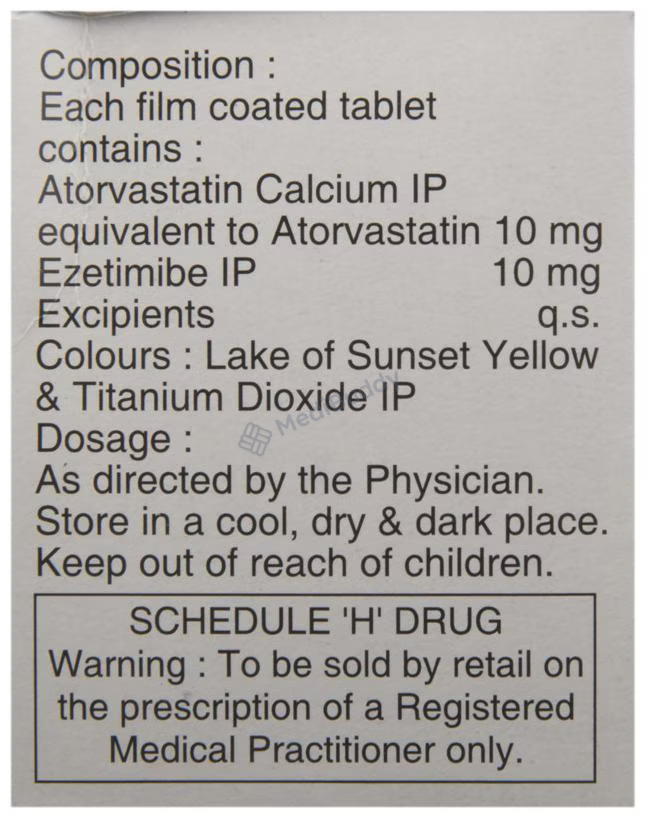 Composition :
Each film coated tablet
contains :
Atorvastatin Calcium IP
equivalent to Atorvastatin 10 mg
Ezetimibe IP 10 mg
Excipients q.s.
Colours : Lake of Sunset Yellow
& Titanium Dioxide IP
MediBuddy
Dosage :
As directed by the Physician.
Store in a cool, dry & dark place.
Keep out of reach of children.
SCHEDULE 'H' DRUG
Warning : To be sold by retail on
the prescription of a Registered
Medical Practitioner only.